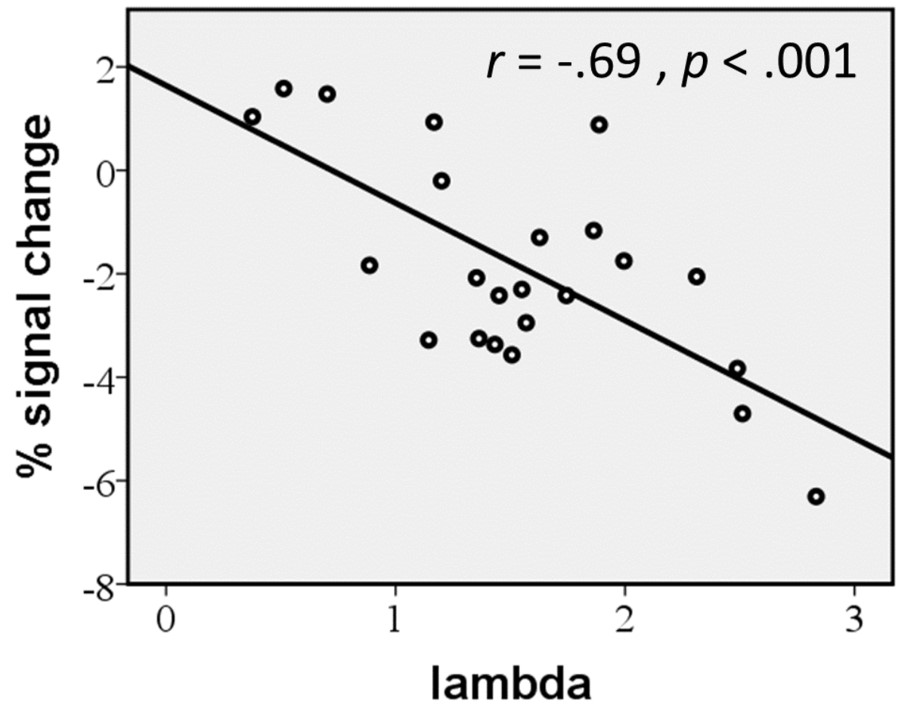 r = -.69 , p < .001
% signal change
2
0
-2
-4
-6
-8
0 1 2 3
lambda